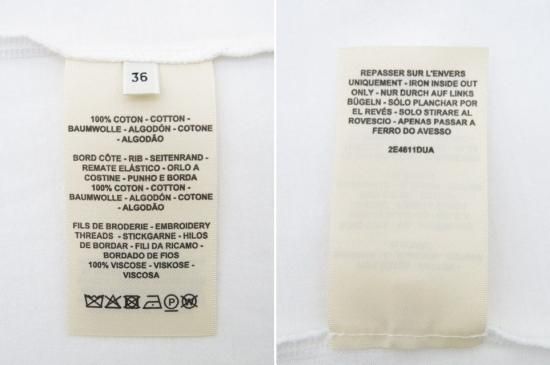 36
100% COTON - COTTON -
BAUMWOLLE - ALGODÓN - COTONE
- ALGODÃO
BORD CÔTE - RIB - SEITENRAND -
REMATE ELÁSTICO - ORLO A
COSTINE - PUNHO E BORDA
100% COTON - COTTON -
BAUMWOLLE - ALGODÓN - COTONE
- ALGODÃO
FILS DE BRODERIE - EMBROIDERY
THREADS - STICKGARNE - HILOS
DE BORDAR - FILI DA RICAMO -
BORDADO DE FIOS
100% VISCOSE - VISKOSE -
VISCOSA
REPASSER SUR L'ENVERS
UNIQUEMENT - IRON INSIDE OUT
ONLY - NUR DURCH AUF LINKS
BÜGELN - SÓLO PLANCHAR POR
EL REVÉS - SOLO STIRARE AL
ROVESCIO - APENAS PASSAR A
FERRO DO AVESSO
2E4611DUA